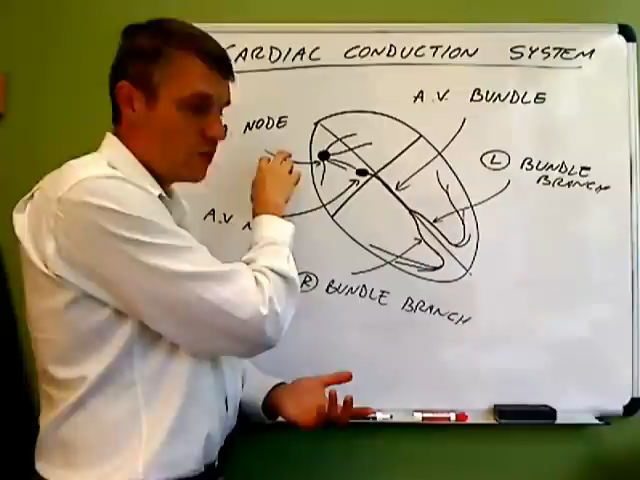 CARDIAC CONDUCTION SYSTEM
A.V. BUNDLE
NODE
L BUNDLE
BRANCH
A.V
R BUNDLE BRANCH